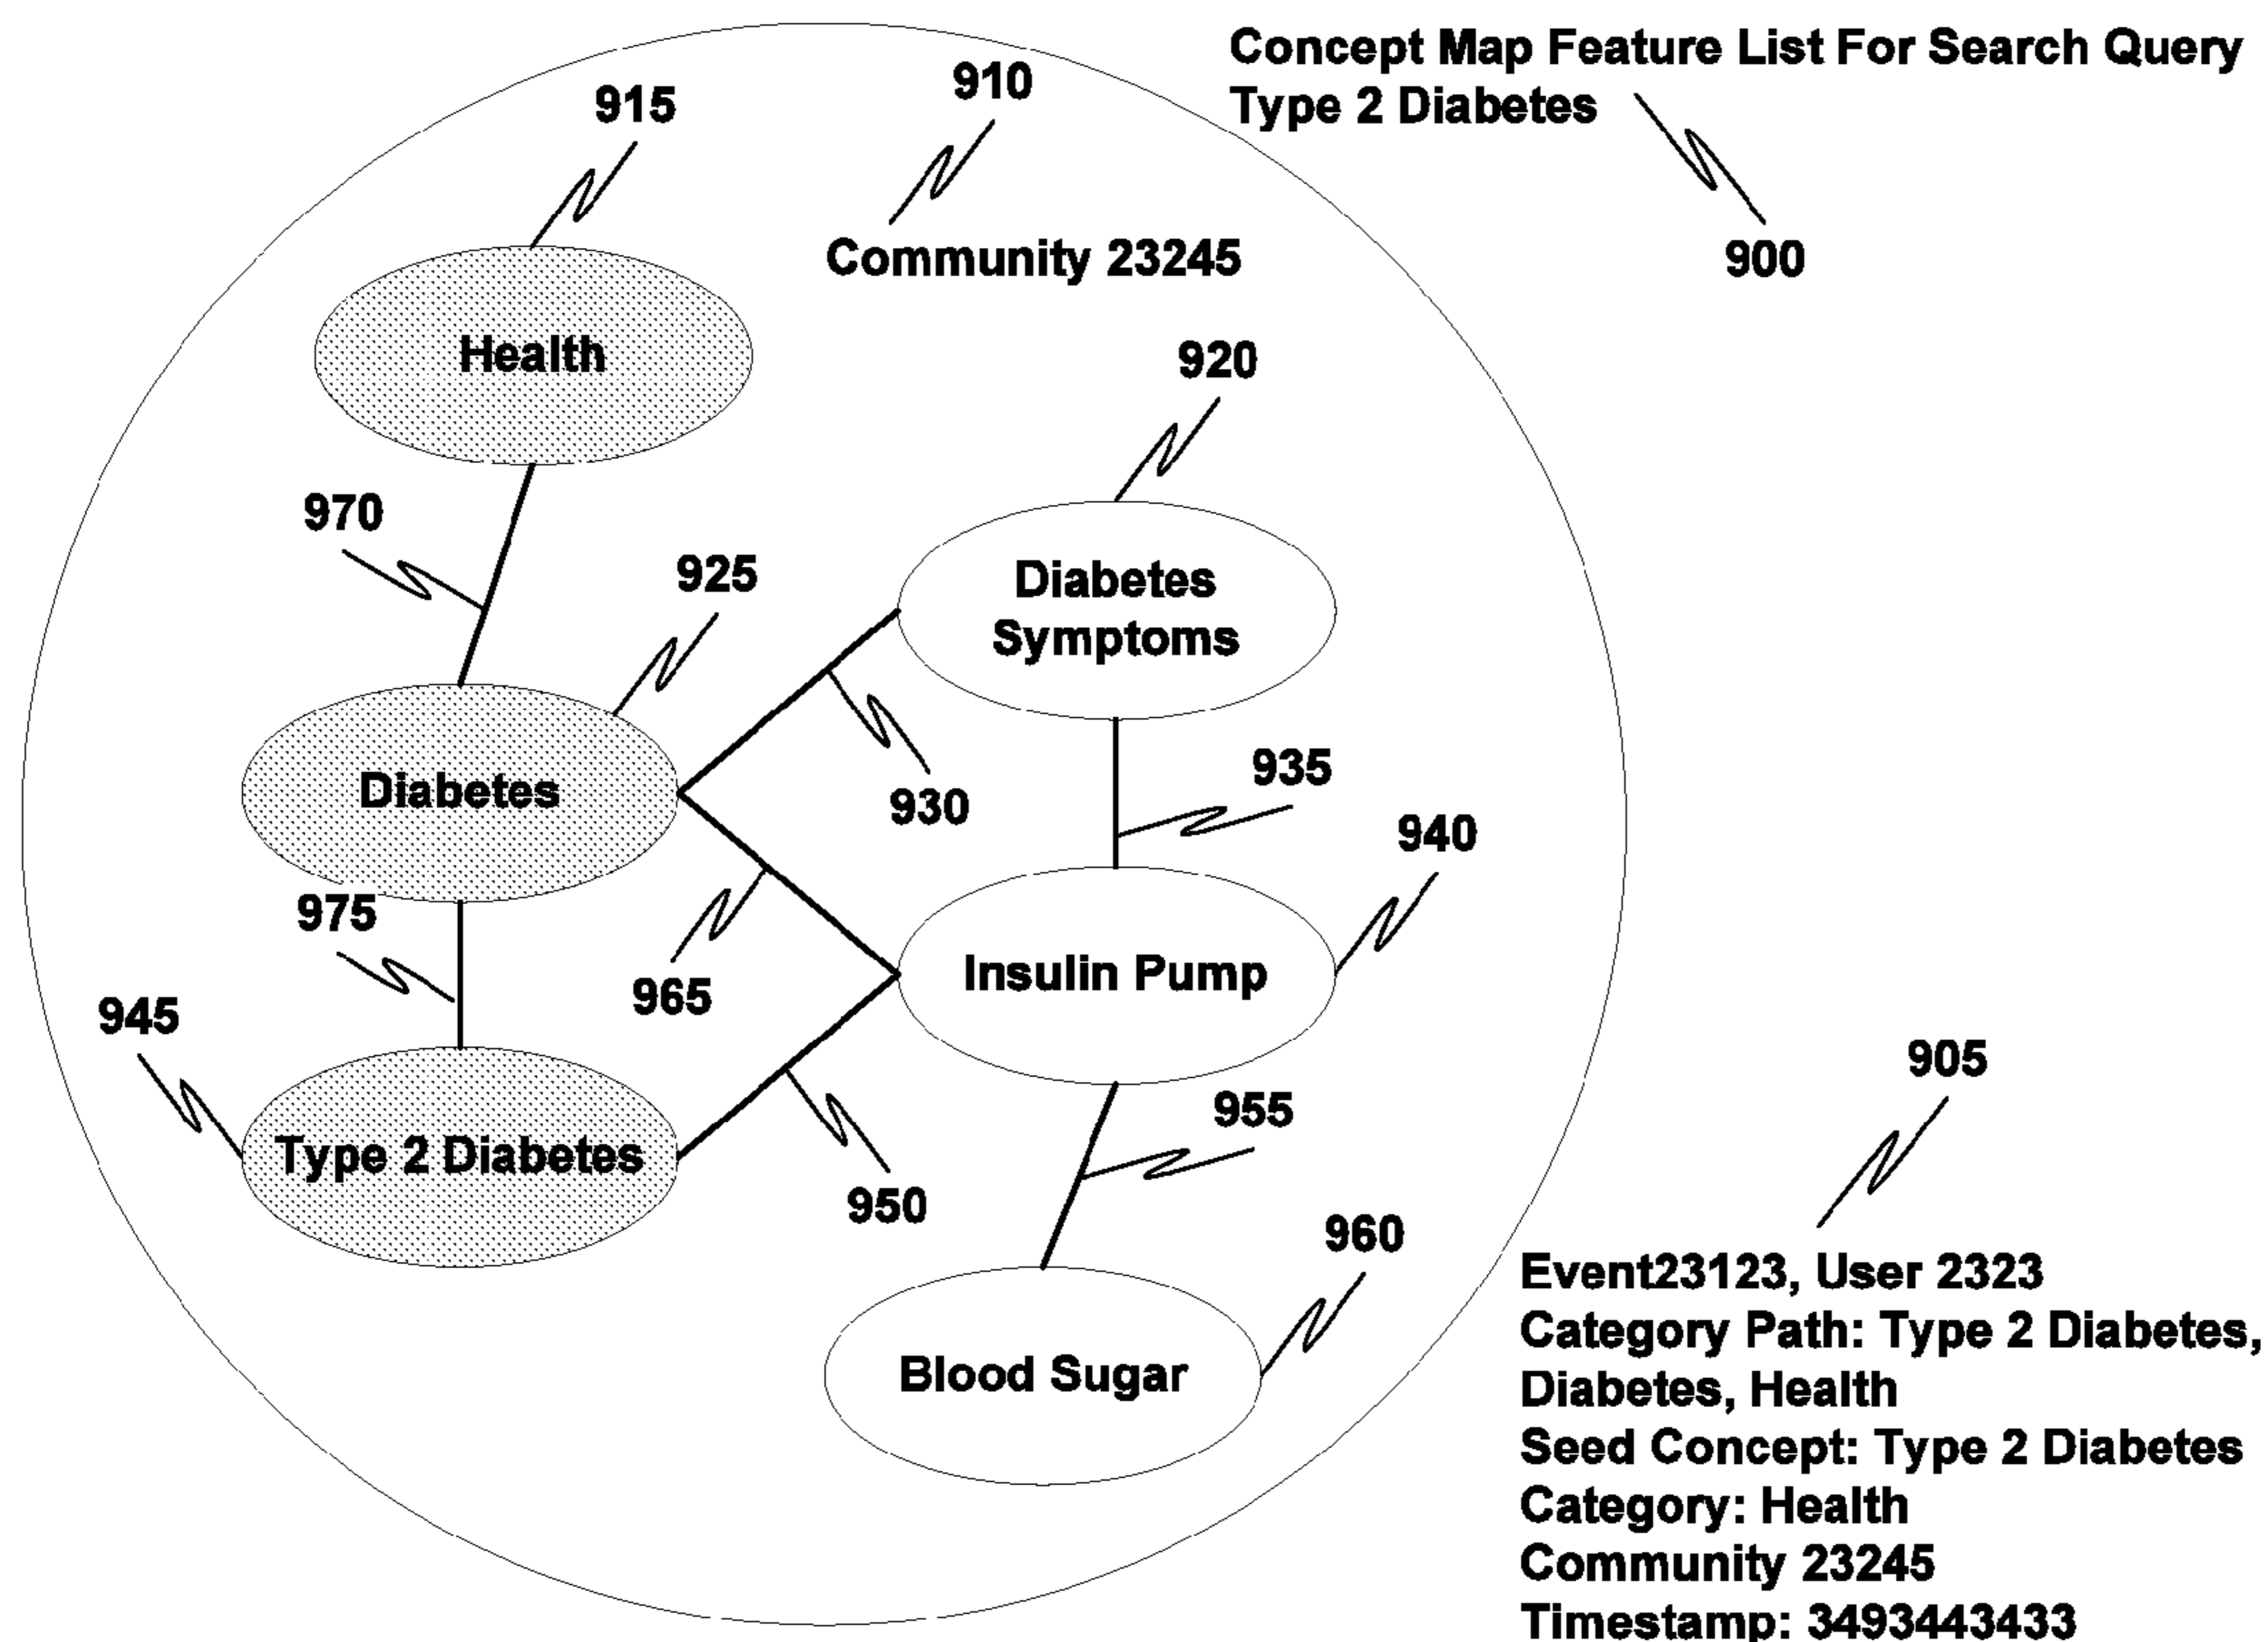 Concept Map Feature List For Search Query
Type 2 Diabetes
900
910
915
Community 23245
Health
920
970
925
Diabetes
Symptoms
935
930
Diabetes
940
975
965
Insulin Pump
945
905
955
Type 2 Diabetes
950
960
Blood Sugar
Event23123, User 2323
Category Path: Type 2 Diabetes,
Diabetes, Health
Seed Concept: Type 2 Diabetes
Category: Health
Community 23245
Timestamp: 3493443433